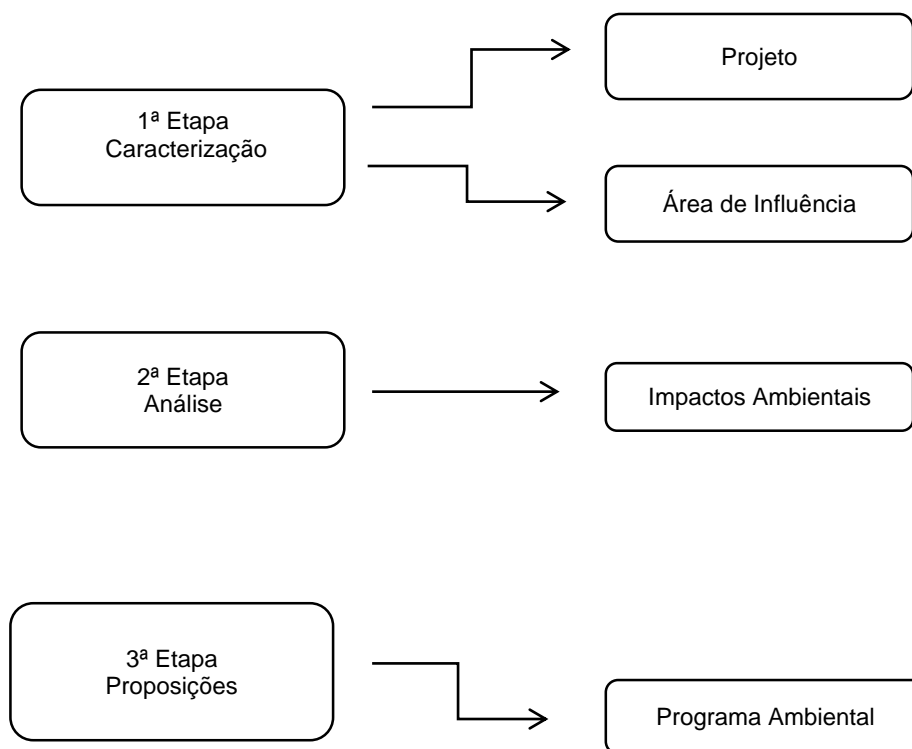 Projeto
1ª Etapa
Caracterização
Área de Influência
2ª Etapa
Análise
Impactos Ambientais
3ª Etapa
Proposições
Programa Ambiental